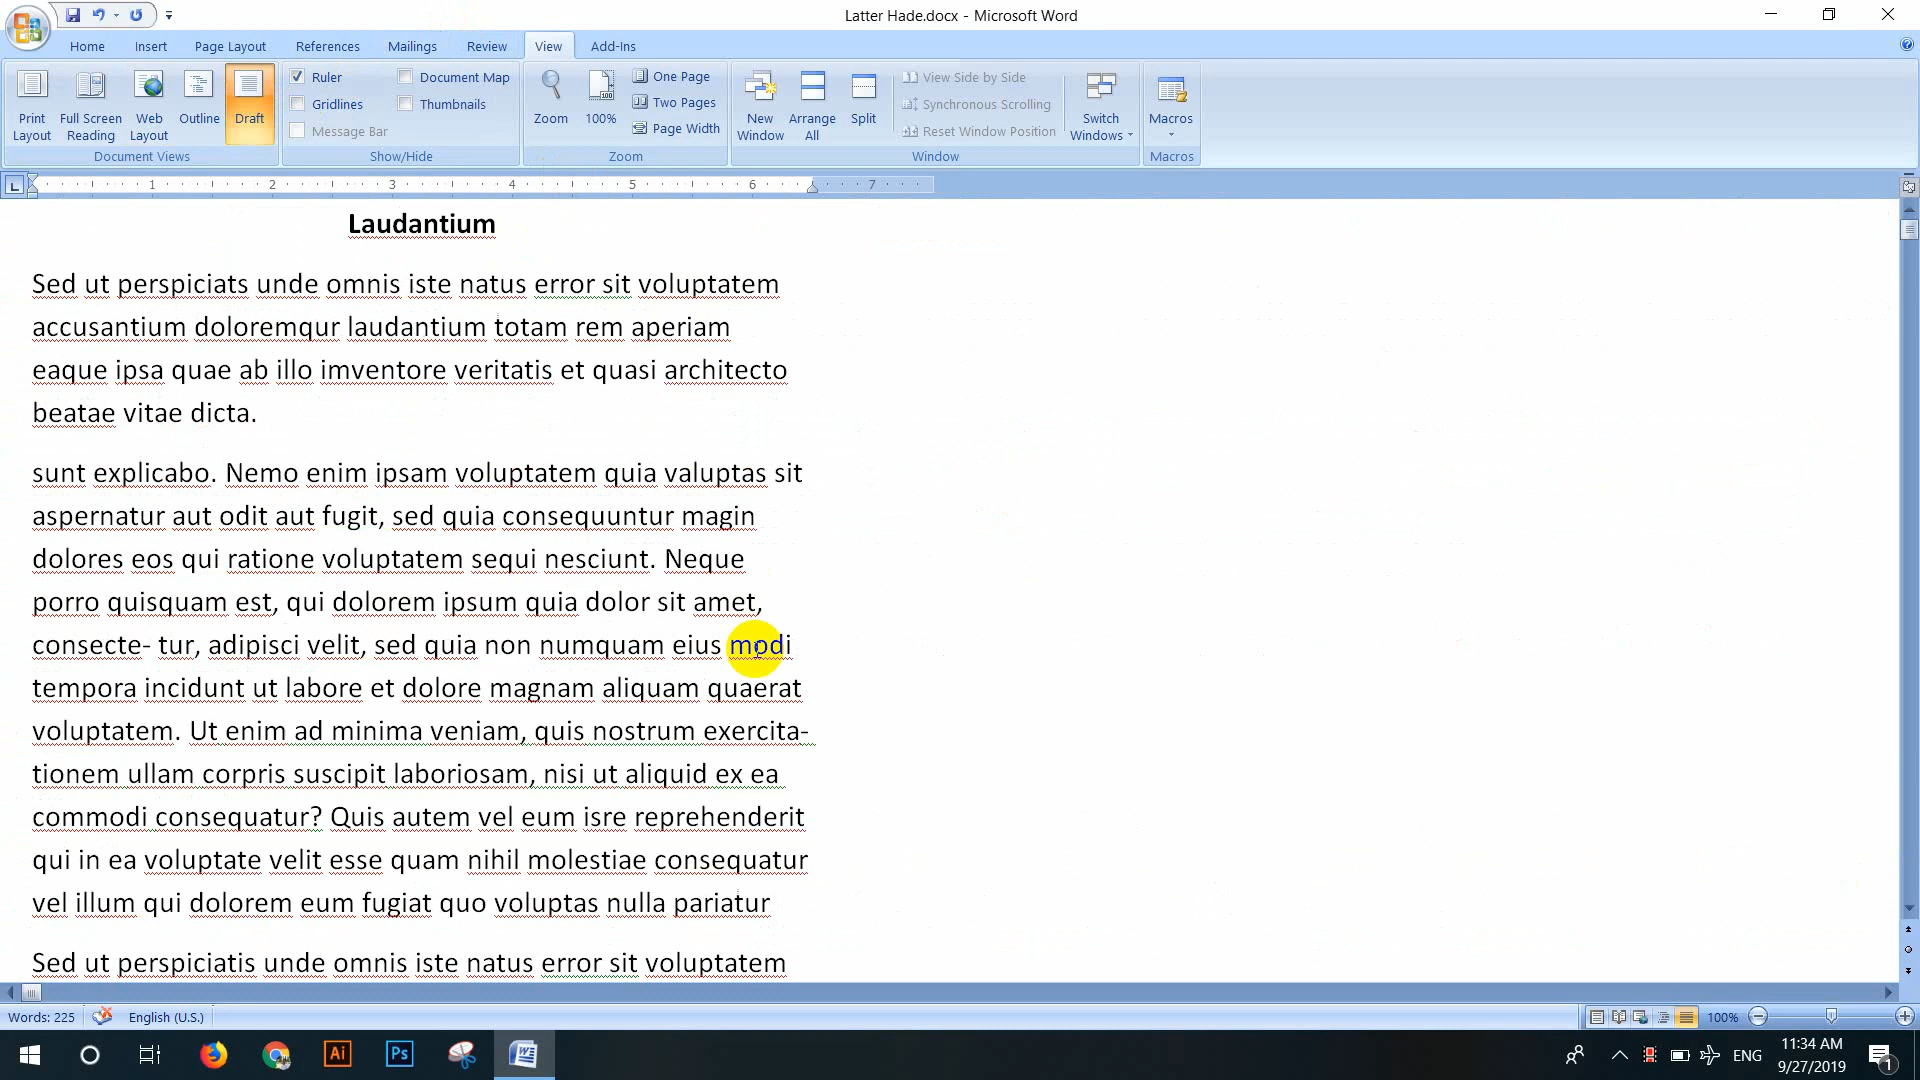 Latter Hade.docx - Microsoft Word
Home Insert Page Layout References Mailings Review View Add-Ins
Print Layout
Full Screen Reading
Web Layout
Outline
Draft
Document Views
Ruler
Gridlines
Message Bar
Document Map
Thumbnails
Show/Hide
Zoom
100
100%
One Page
Two Pages
Page Width
Zoom
New Window
Arrange All
Split
View Side by Side
Synchronous Scrolling
Reset Window Position
Switch Windows
Window
Macros
Macros
1 2 3 4 5 6 7
Laudantium
Sed ut perspiciats unde omnis iste natus error sit voluptatem
accusantium doloremqur laudantium totam rem aperiam
eaque ipsa quae ab illo imventore veritatis et quasi architecto
beatae vitae dicta.
sunt explicabo. Nemo enim ipsam voluptatem quia valuptas sit
aspernatur aut odit aut fugit, sed quia consequuntur magin
dolores eos qui ratione voluptatem sequi nesciunt. Neque
porro quisquam est, qui dolorem ipsum quia dolor sit amet,
consecte- tur, adipisci velit, sed quia non numquam eius modi
tempora incidunt ut labore et dolore magnam aliquam quaerat
voluptatem. Ut enim ad minima veniam, quis nostrum exercita-
tionem ullam corpris suscipit laboriosam, nisi ut aliquid ex ea
commodi consequatur? Quis autem vel eum isre reprehenderit
qui in ea voluptate velit esse quam nihil molestiae consequatur
vel illum qui dolorem eum fugiat quo voluptas nulla pariatur
Sed ut perspiciatis unde omnis iste natus error sit voluptatem
Words: 225 English (U.S.) 100%
Ai Ps W ENG 11:34 AM
9/27/2019 1